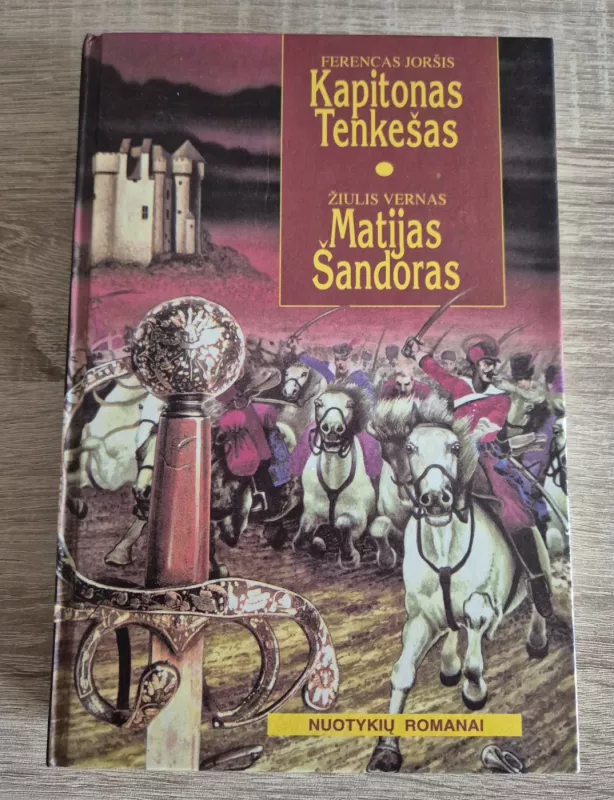 FERENCAS JORŠIS
Kapitonas
Tenkešas
ŽIULIS VERNAS
Matijas
Šandoras
NUOTYKIŲ ROMANAI